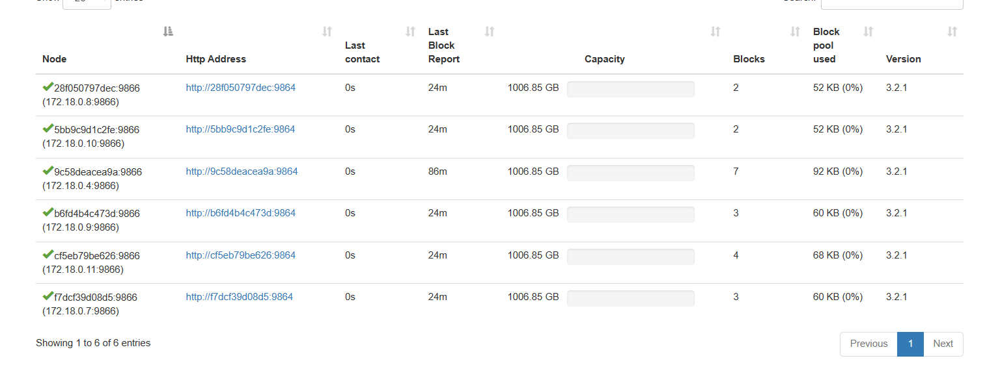 Show 25 entries
Search:
Node Http Address Last contact Last Block Report Capacity Blocks Block pool used Version
28f050797dec:9866 http://28f050797dec:9864 0s 24m 1006.85 GB 2 52 KB (0%) 3.2.1
(172.18.0.8:9866)
5bb9c9d1c2fe:9866 http://5bb9c9d1c2fe:9864 0s 24m 1006.85 GB 2 52 KB (0%) 3.2.1
(172.18.0.10:9866)
9c58deacea9a:9866 http://9c58deacea9a:9864 0s 86m 1006.85 GB 7 92 KB (0%) 3.2.1
(172.18.0.4:9866)
b6fd4b4c473d:9866 http://b6fd4b4c473d:9864 0s 24m 1006.85 GB 3 60 KB (0%) 3.2.1
(172.18.0.9:9866)
cf5eb79be626:9866 http://cf5eb79be626:9864 0s 24m 1006.85 GB 4 68 KB (0%) 3.2.1
(172.18.0.11:9866)
f7dcf39d08d5:9866 http://f7dcf39d08d5:9864 0s 24m 1006.85 GB 3 60 KB (0%) 3.2.1
(172.18.0.7:9866)
Showing 1 to 6 of 6 entries
Previous 1 Next